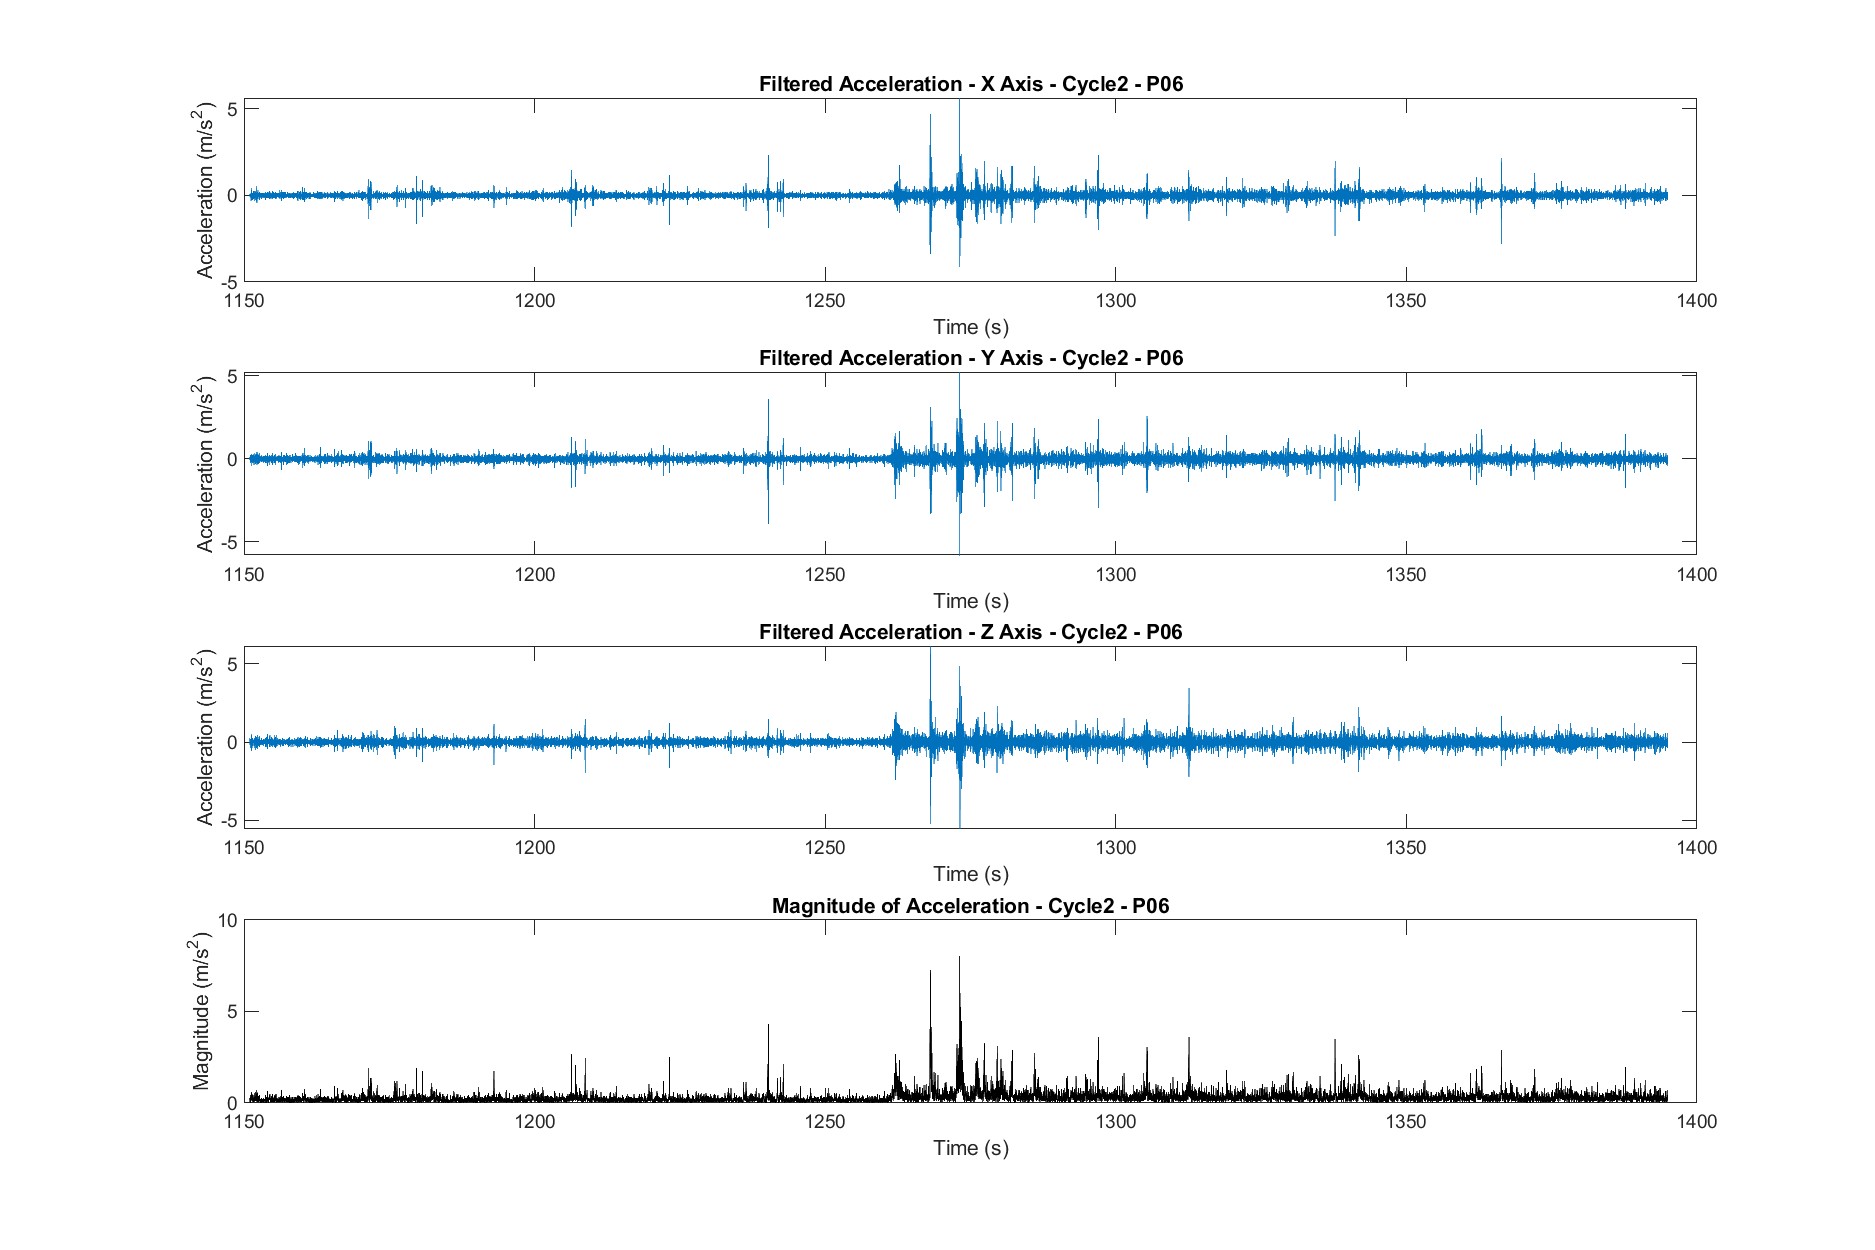 Filtered Acceleration - X Axis - Cycle2 - P06
Acceleration (m/s²)
5
0
-5
1150 1200 1250 1300 1350 1400
Time (s)
Filtered Acceleration - Y Axis - Cycle2 - P06
Acceleration (m/s²)
5
0
-5
1150 1200 1250 1300 1350 1400
Time (s)
Filtered Acceleration - Z Axis - Cycle2 - P06
Acceleration (m/s²)
5
0
-5
1150 1200 1250 1300 1350 1400
Time (s)
Magnitude of Acceleration - Cycle2 - P06
Magnitude (m/s²)
10
5
0
1150 1200 1250 1300 1350 1400
Time (s)